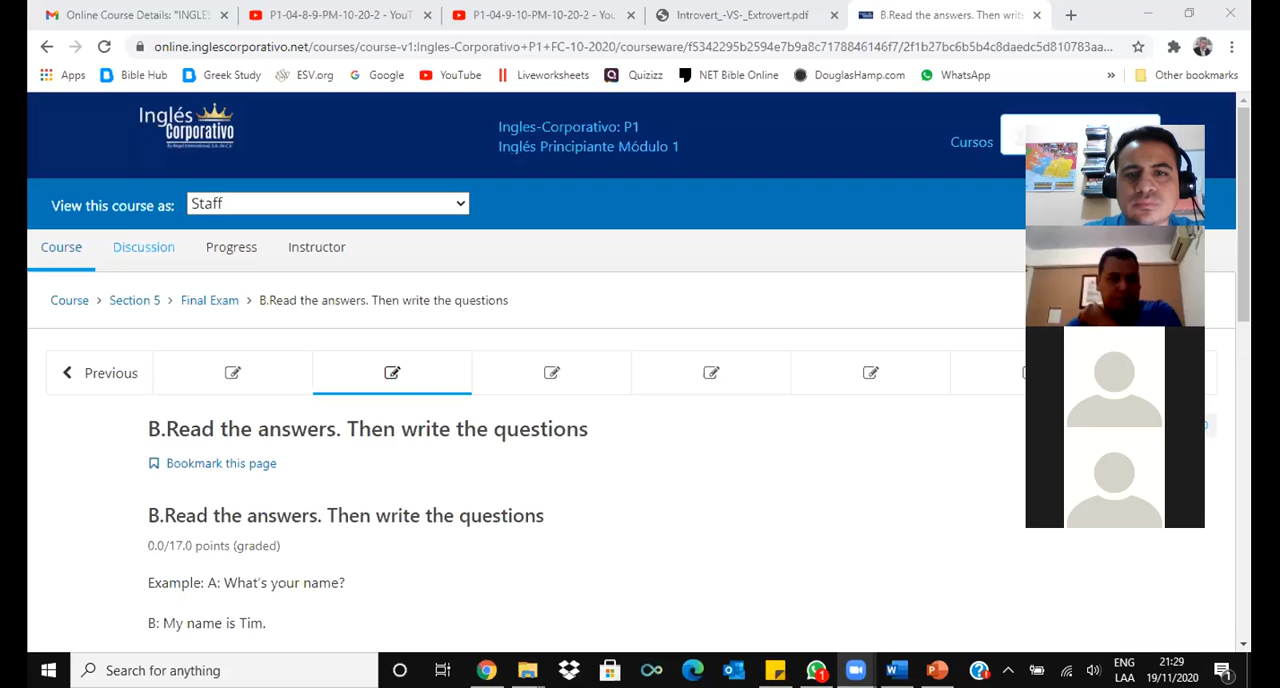 Online Course Details: "INGLE
P1-04-8-9-PM-10-20-2 - YouT
P1-04-9-10-PM-10-20-2 - You
Introvert_-VS-_Extrovert.pdf
B.Read the answers. Then writ
online.inglescorporativo.net/courses/course-v1:Ingles-Corporativo+P1+FC-10-2020/courseware/f5342295b2594e7b9a8c7178846146f7/2f1b27bc6b5b4c8daedc5d810783aa...
Apps
Bible Hub
Greek Study
ESV.org
Google
YouTube
Liveworksheets
Quizizz
NET Bible Online
DouglasHamp.com
WhatsApp
»
Other bookmarks
Inglés
Corporativo
Ingles-Corporativo: P1
Inglés Principiante Módulo 1
Cursos
View this course as:
Staff
Course
Discussion
Progress
Instructor
Course > Section 5 > Final Exam > B.Read the answers. Then write the questions
Previous
B.Read the answers. Then write the questions
Bookmark this page
B.Read the answers. Then write the questions
0.0/17.0 points (graded)
Example: A: What's your name?
B: My name is Tim.
Search for anything
1
ENG
LAA
21:29
19/11/2020
1